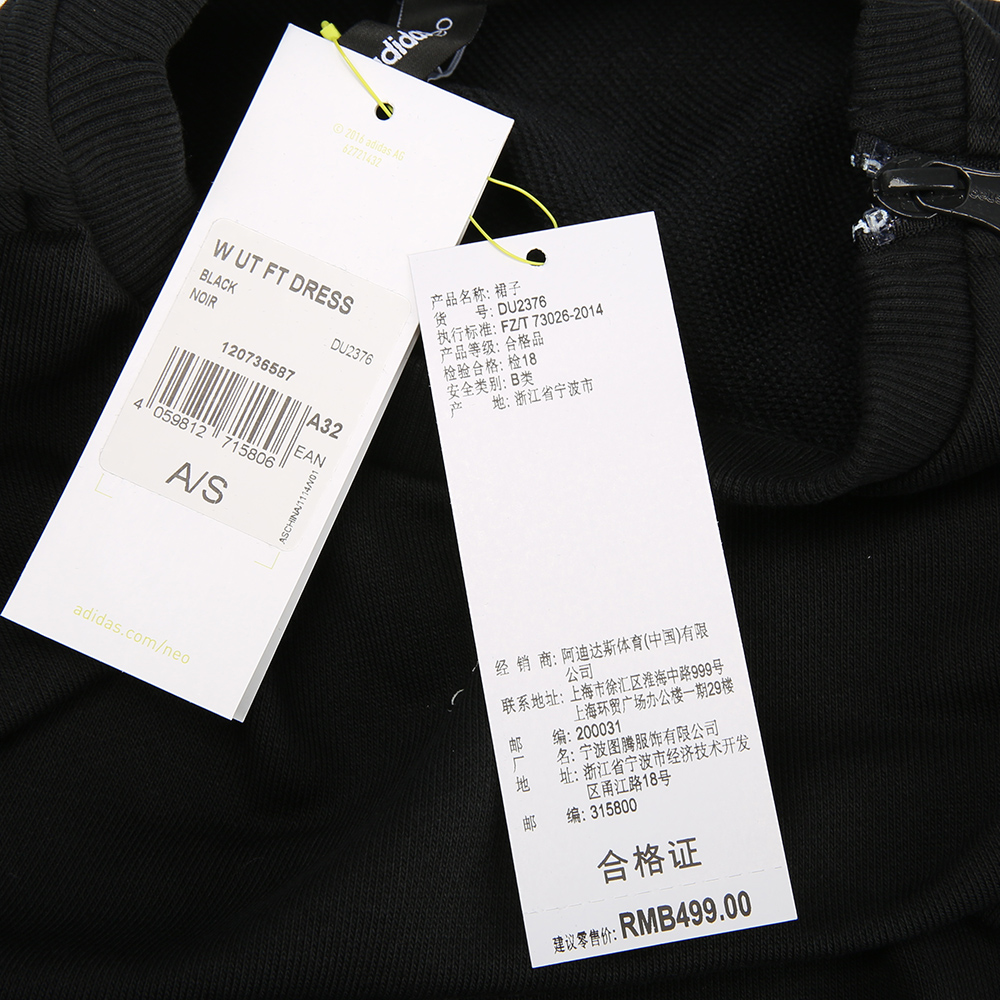 adidas
© 2016 adidas AG
62721432
W UT FT DRESS
BLACK
NOIR
DU2376
120736587
A32
4 059812 715806
EAN
A/S
ASCHINA/1114/V01
adidas.com/neo
产品名称: 裙子
货 号: DU2376
执行标准: FZ/T 73026-2014
产品等级: 合格品
检验合格: 检18
安全类别: B类
产 地: 浙江省宁波市
经 销 商: 阿迪达斯体育(中国)有限
公司
联系地址: 上海市徐汇区淮海中路999号
上海环贸广场办公楼一期29楼
邮 编: 200031
厂 名: 宁波图腾服饰有限公司
地 址: 浙江省宁波市经济技术开发
区甬江路18号
邮 编: 315800
合格证
建议零售价: RMB499.00